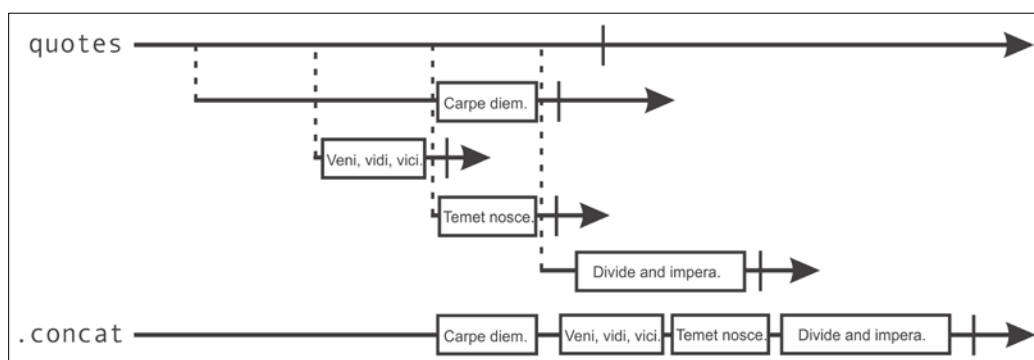 quotes
Carpe diem.
Veni, vidi, vici.
Temet nosce.
Divide and impera.
.concat Carpe diem. Veni, vidi, vici. Temet nosce. Divide and impera.